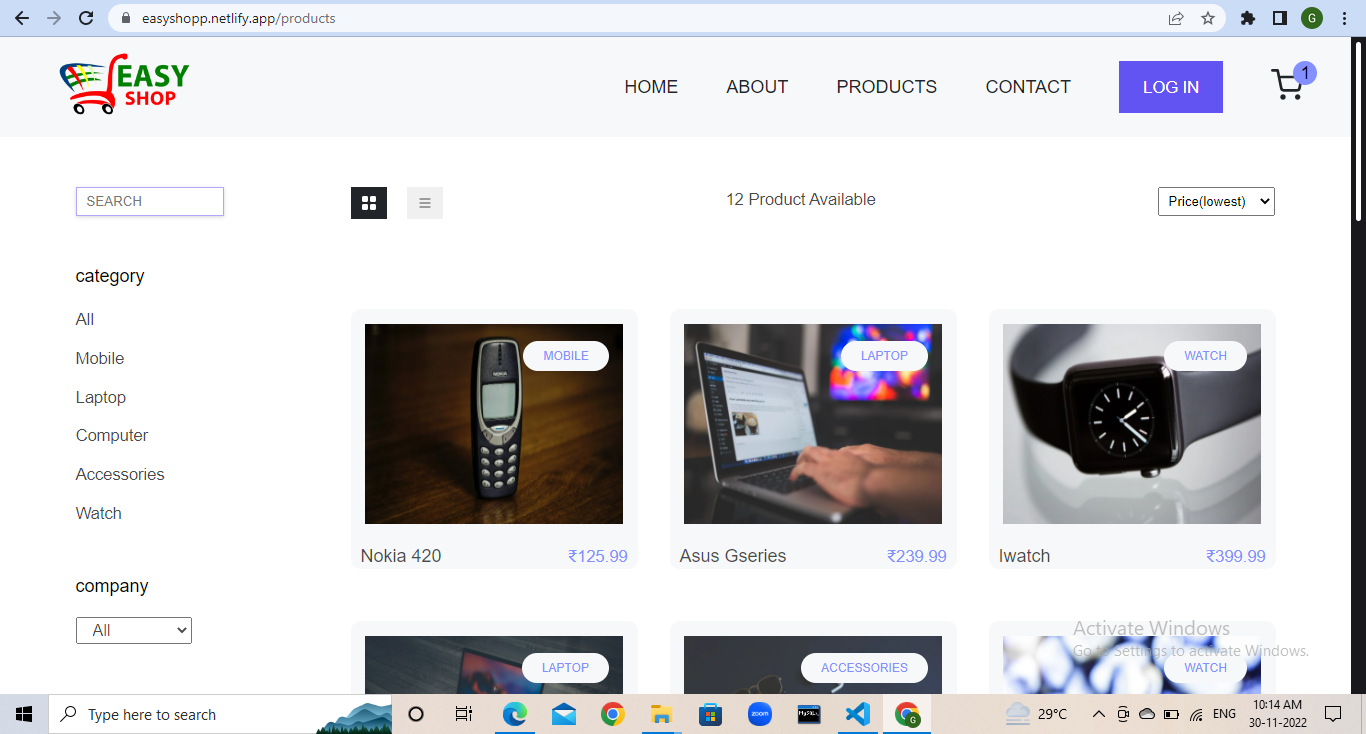 easyshopp.netlify.app/products
G
EASY
SHOP
HOME
ABOUT
PRODUCTS
CONTACT
LOG IN
1
SEARCH
12 Product Available
Price(lowest)
category
All
Mobile
Laptop
Computer
Accessories
Watch
company
All
MOBILE
LAPTOP
WATCH
NOKIA
Nokia 420
₹125.99
Asus Gseries
₹239.99
Iwatch
₹399.99
LAPTOP
ACCESSORIES
WATCH
Activate Windows
Go to Settings to activate Windows.
Type here to search
zoom
MySQL
G
29°C
ENG
10:14 AM
30-11-2022